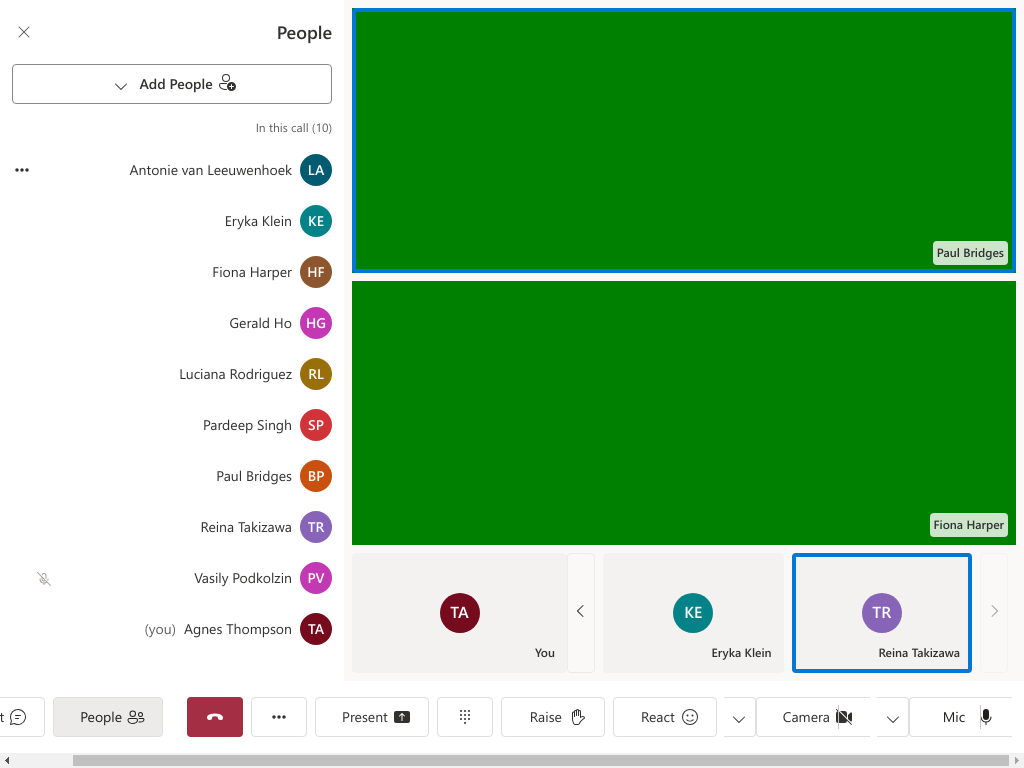 People
Add People
In this call (10)
Antonie van Leeuwenhoek LA
Eryka Klein KE
Fiona Harper HF
Gerald Ho HG
Luciana Rodriguez RL
Pardeep Singh SP
Paul Bridges BP
Reina Takizawa TR
Vasily Podkolzin PV
(you) Agnes Thompson TA
Paul Bridges
Fiona Harper
TA
You
KE
Eryka Klein
TR
Reina Takizawa
t
People
Present
Raise
React
Camera
Mic